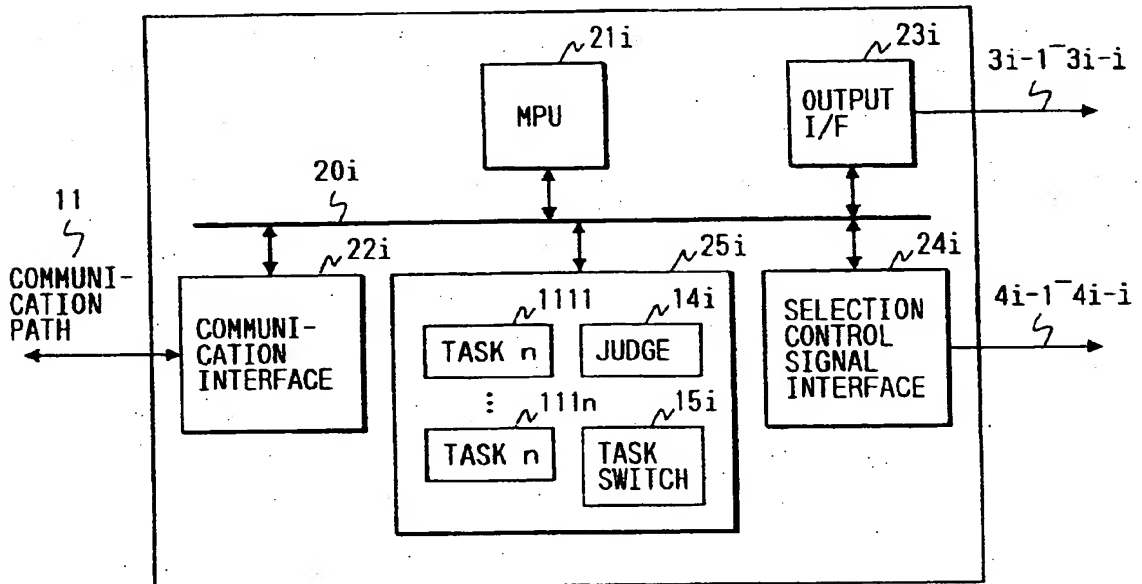 21i
23i
3i-1‾3i-i
MPU
OUTPUT
I/F
11
20i
COMMUNI-
CATION
PATH
22i
25i
24i
4i-1‾4i-i
COMMUNI-
CATION
INTERFACE
1111
14i
TASK n
JUDGE
SELECTION
CONTROL
SIGNAL
INTERFACE
⋮
111n
15i
TASK n
TASK
SWITCH